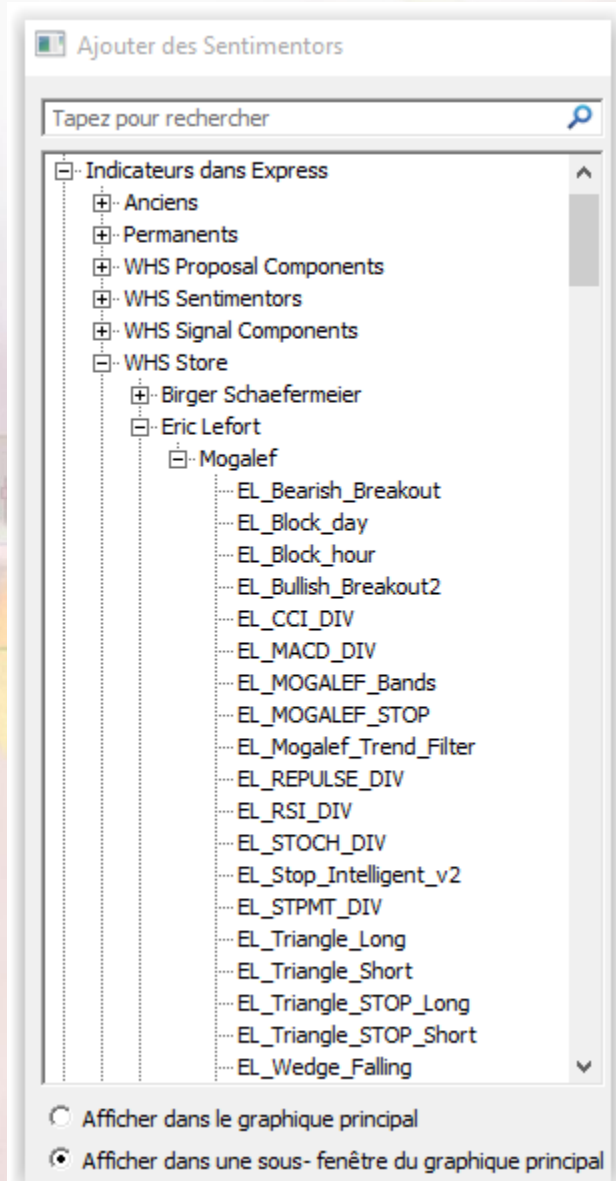 Ajouter des Sentimentors
Tapez pour rechercher
Indicateurs dans Express
Anciens
Permanents
WHS Proposal Components
WHS Sentimentors
WHS Signal Components
WHS Store
Birger Schaefermeier
Eric Lefort
Mogalef
EL_Bearish_Breakout
EL_Block_day
EL_Block_hour
EL_Bullish_Breakout2
EL_CCI_DIV
EL_MACD_DIV
EL_MOGALEF_Bands
EL_MOGALEF_STOP
EL_Mogalef_Trend_Filter
EL_REPULSE_DIV
EL_RSI_DIV
EL_STOCH_DIV
EL_Stop_Intelligent_v2
EL_STPMT_DIV
EL_Triangle_Long
EL_Triangle_Short
EL_Triangle_STOP_Long
EL_Triangle_STOP_Short
EL_Wedge_Falling
Afficher dans le graphique principal
Afficher dans une sous- fenêtre du graphique principal